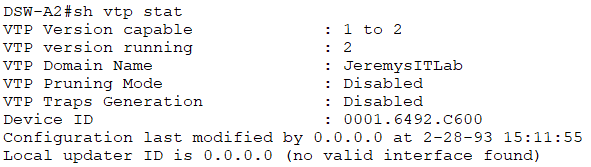 DSW-A2#sh vtp stat
VTP Version capable : 1 to 2
VTP version running : 2
VTP Domain Name : JeremysITLab
VTP Pruning Mode : Disabled
VTP Traps Generation : Disabled
Device ID : 0001.6492.C600
Configuration last modified by 0.0.0.0 at 2-28-93 15:11:55
Local updater ID is 0.0.0.0 (no valid interface found)